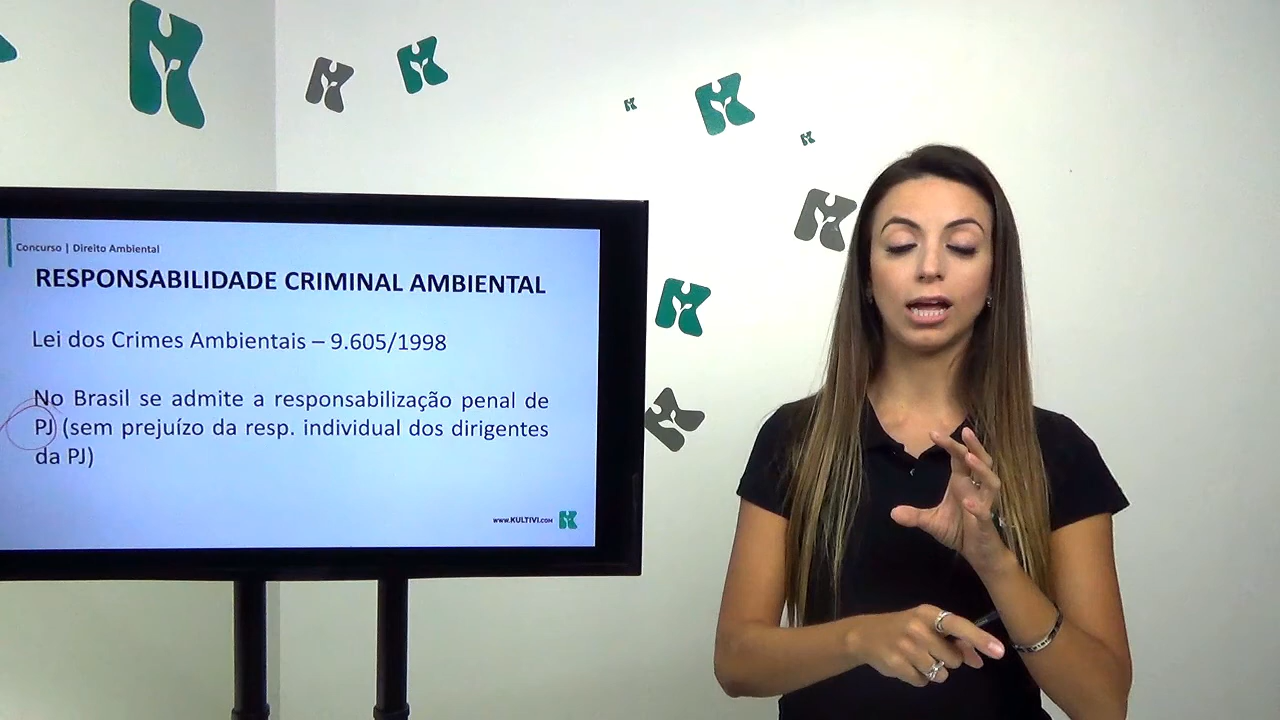 Concurso | Direito Ambiental
RESPONSABILIDADE CRIMINAL AMBIENTAL
Lei dos Crimes Ambientais – 9.605/1998
No Brasil se admite a responsabilização penal de
PJ (sem prejuízo da resp. individual dos dirigentes
da PJ)
www.KULTIVI.COM